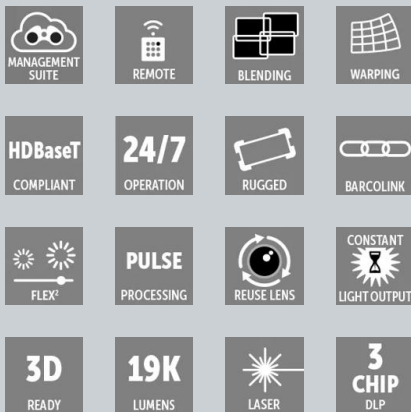 MANAGEMENT
SUITE
REMOTE
BLENDING
WARPING
HDBaseT
COMPLIANT
24/7
OPERATION
RUGGED
BARCOLINK
FLEX²
PULSE
PROCESSING
REUSE LENS
CONSTANT
LIGHT OUTPUT
3D
READY
19K
LUMENS
LASER
3
CHIP
DLP